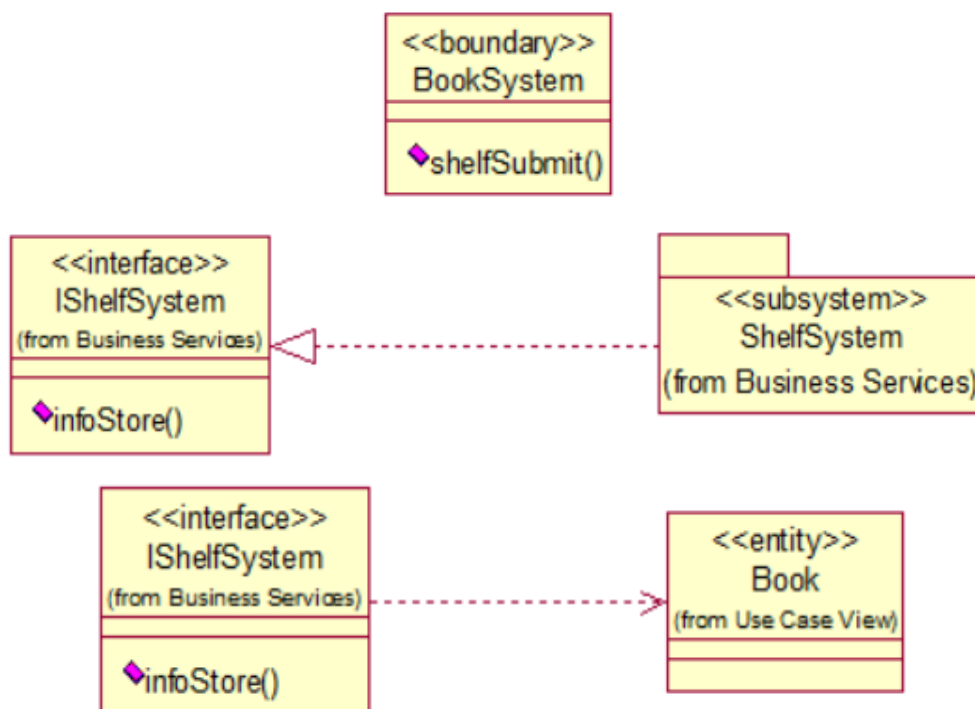 <<boundary>>
BookSystem
shelfSubmit()
<<interface>>
IShelfSystem
(from Business Services)
infoStore()
<<subsystem>>
ShelfSystem
(from Business Services)
<<interface>>
IShelfSystem
(from Business Services)
infoStore()
<<entity>>
Book
(from Use Case View)